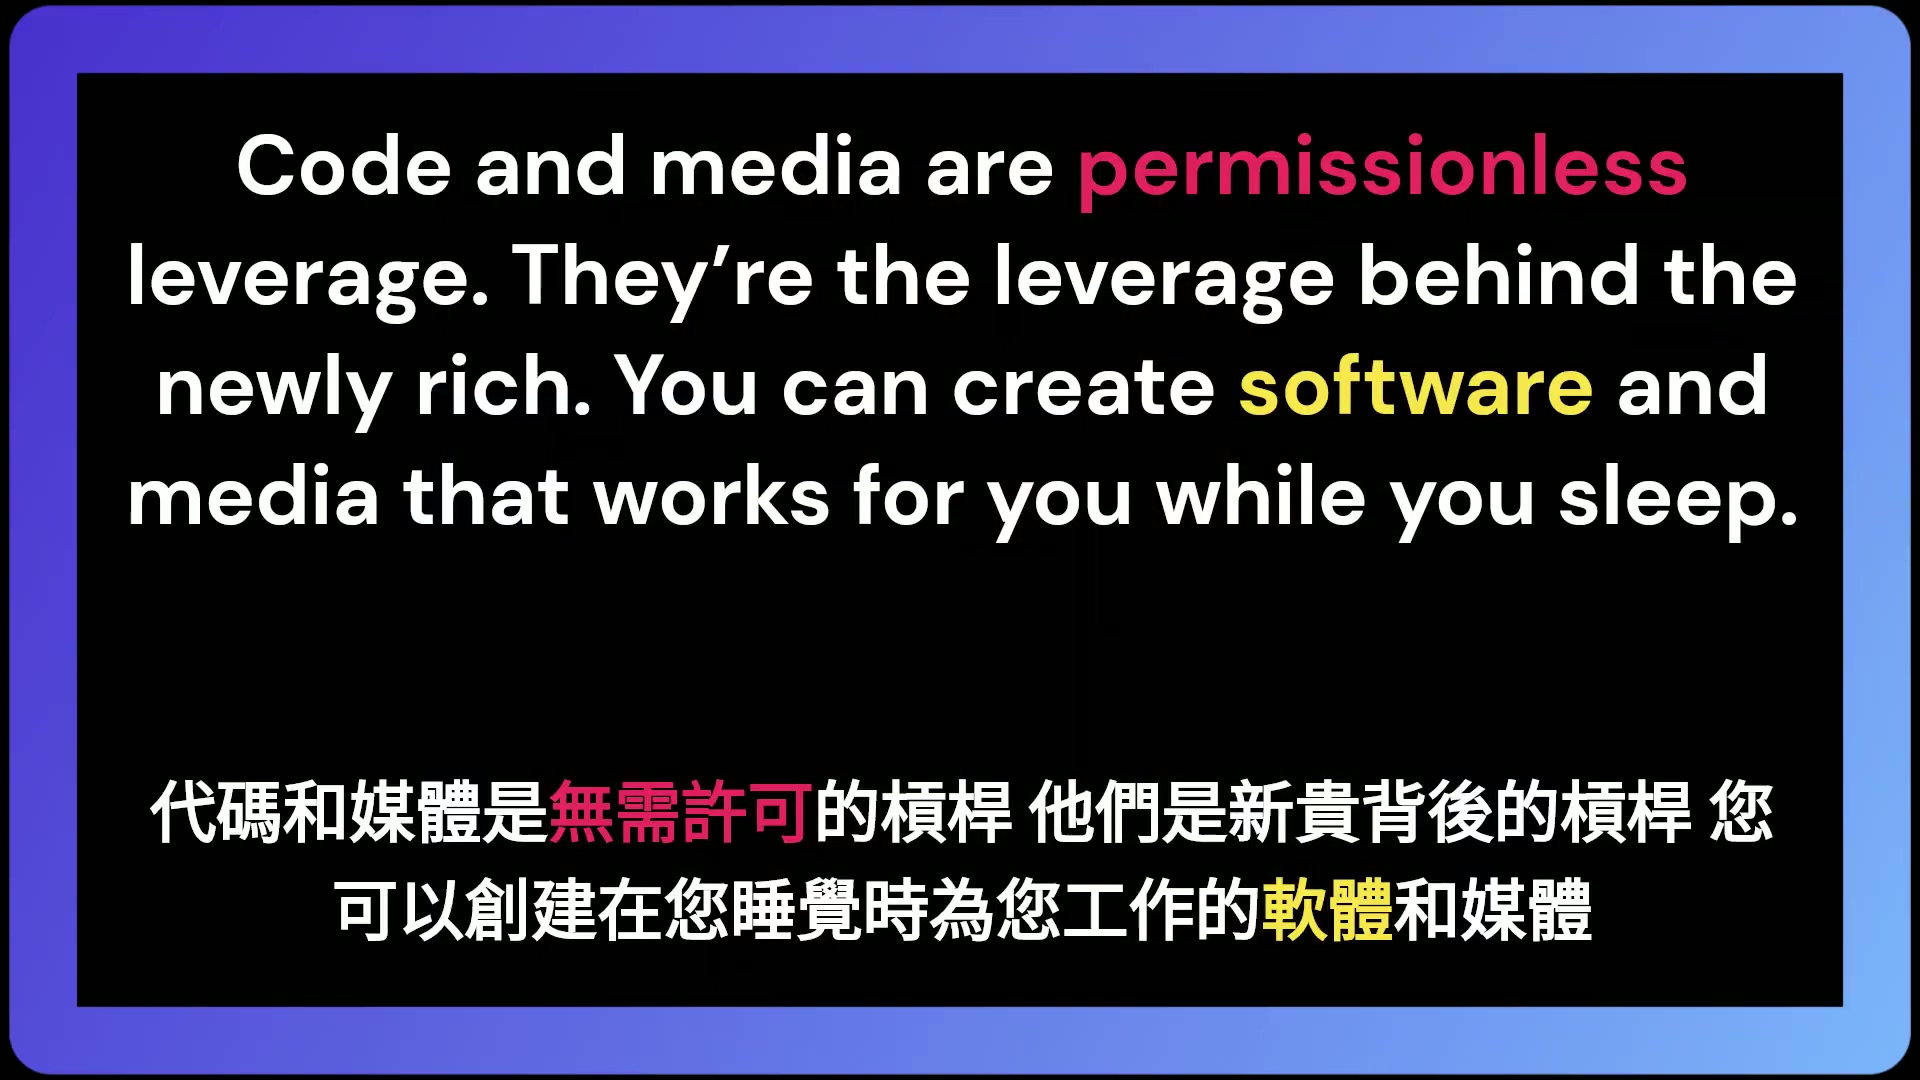 Code and media are permissionless
leverage. They’re the leverage behind the
newly rich. You can create software and
media that works for you while you sleep.
代碼和媒體是無需許可的槓桿 他們是新貴背後的槓桿 您
可以創建在您睡覺時為您工作的軟體和媒體